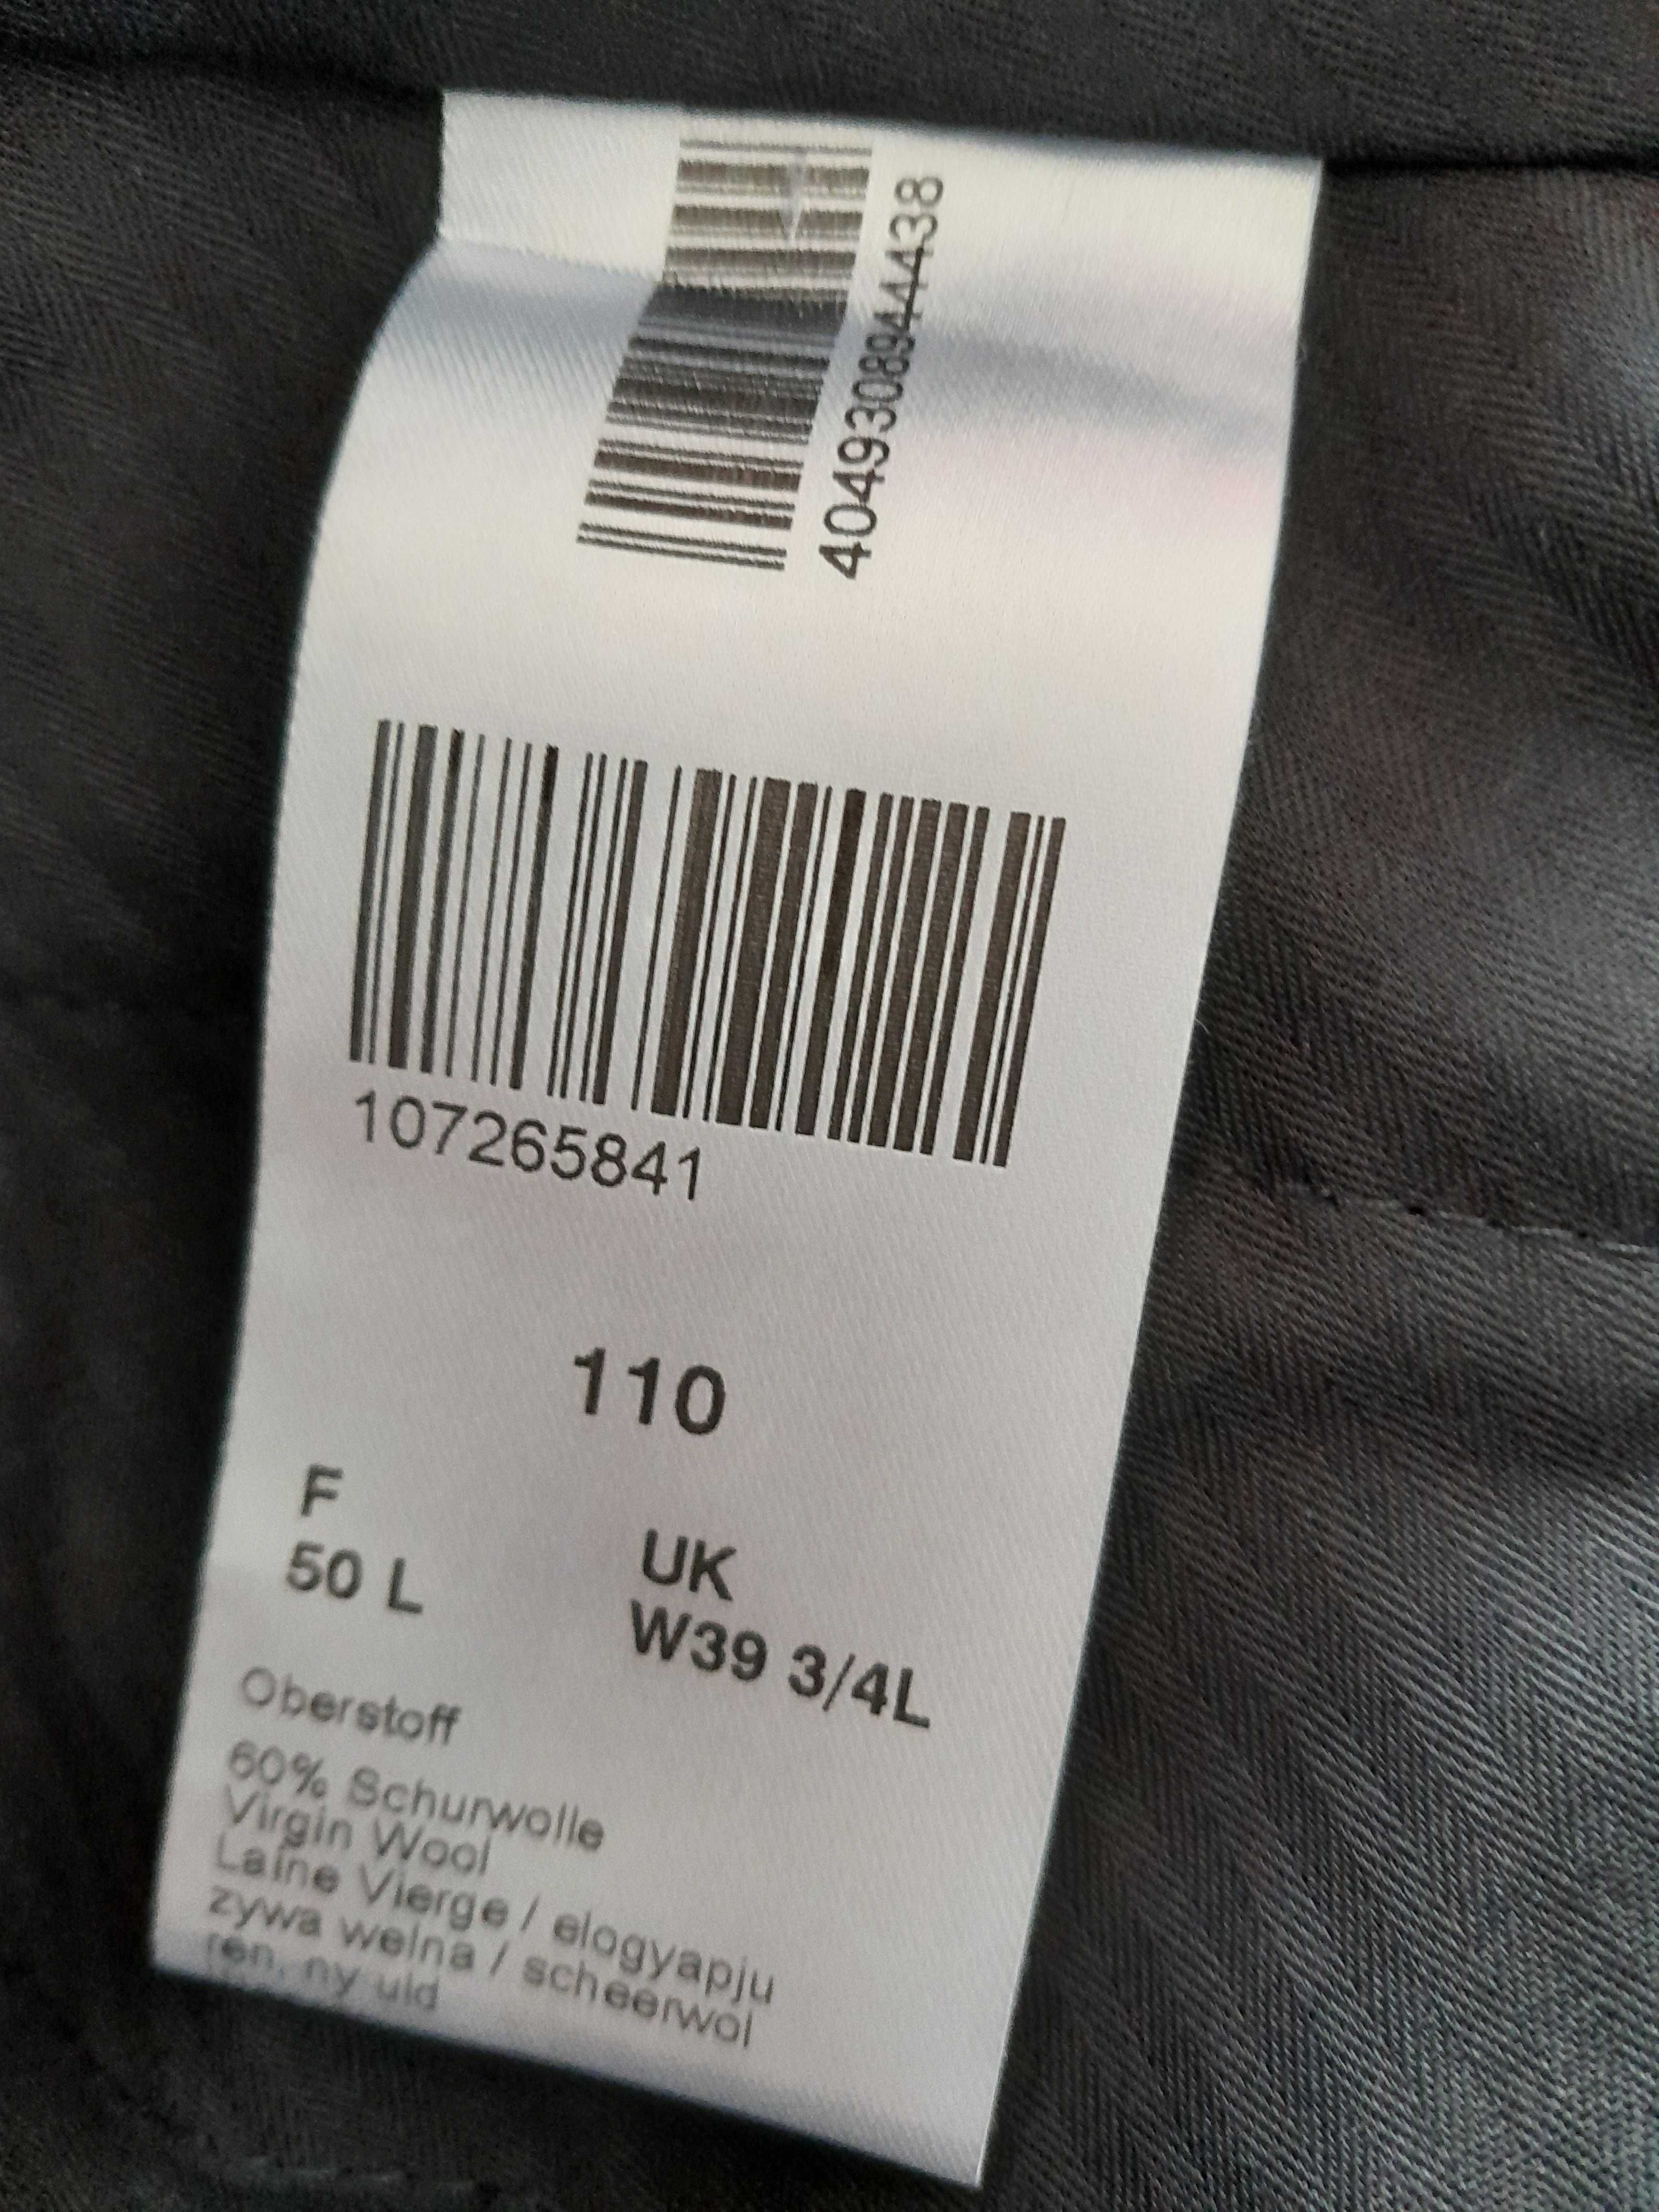 4049308944438
107265841
110
F
50 L
UK
W39 3/4L
Oberstoff
60% Schurwolle
Virgin Wool
Laine Vierge / elogyapju
zywa welna / scheerwol
ren, ny uld